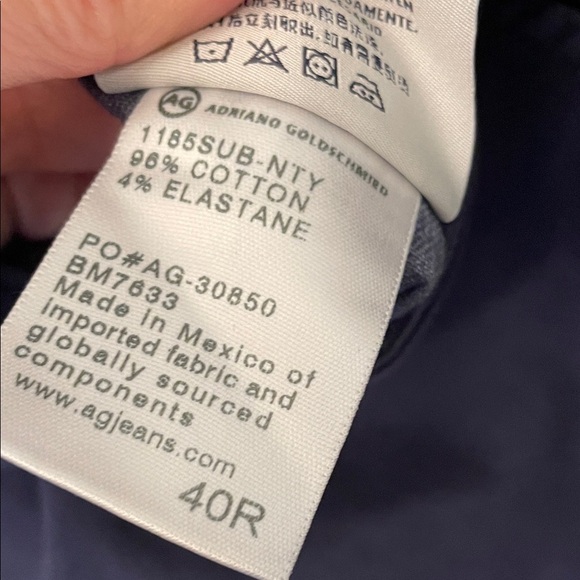 DAMENTE.
AG ADRIANO GOLDSCHMIED
1185SUB-NTY
96% COTTON
4% ELASTANE
PO#AG-30850
BM7633
Made in Mexico of
imported fabric and
globally sourced
components
www.agjeans.com
40R